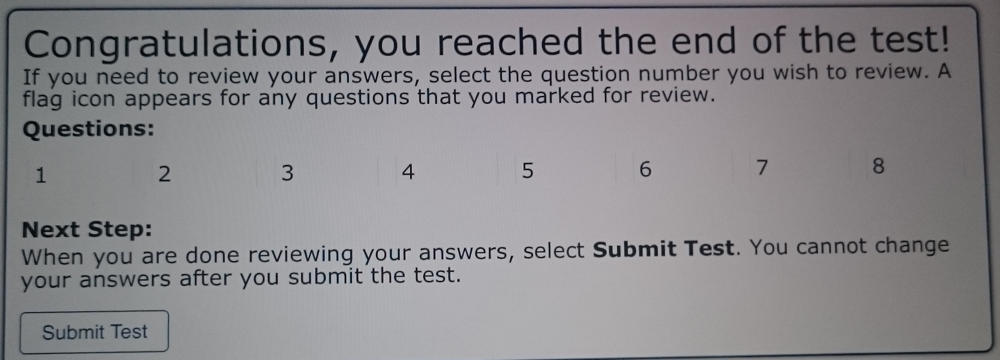 Congratulations, you reached the end of the test!
If you need to review your answers, select the question number you wish to review. A
flag icon appears for any questions that you marked for review.
Questions:
1 2 3 4 5 6 7 8
Next Step:
When you are done reviewing your answers, select Submit Test. You cannot change
your answers after you submit the test.
Submit Test